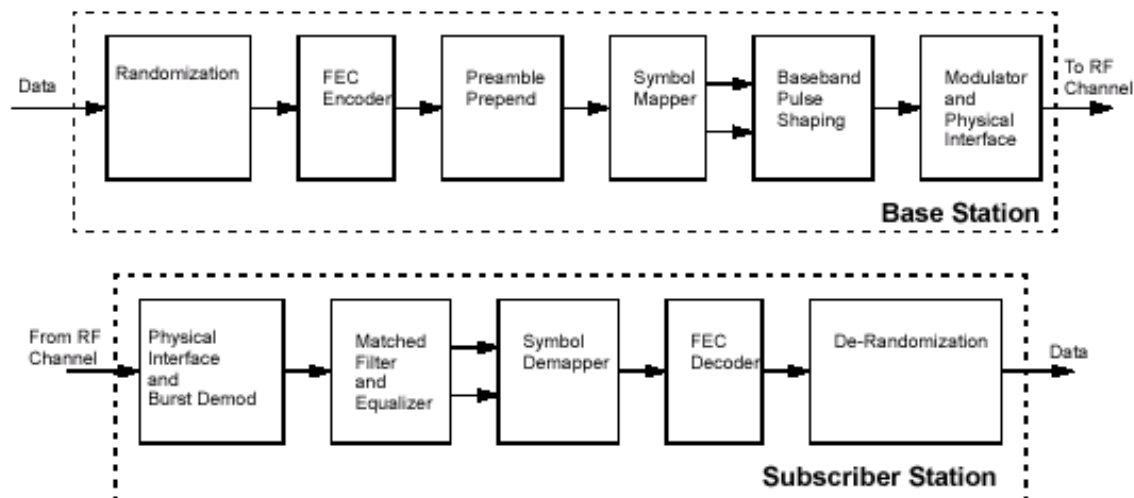 Data
Randomization
FEC
Encoder
Preamble
Prepend
Symbol
Mapper
Baseband
Pulse
Shaping
Modulator
and
Physical
Interface
To RF
Channel
Base Station
From RF
Channel
Physical
Interface
and
Burst Demod
Matched
Filter
and
Equalizer
Symbol
Demapper
FEC
Decoder
De-Randomization
Data
Subscriber Station